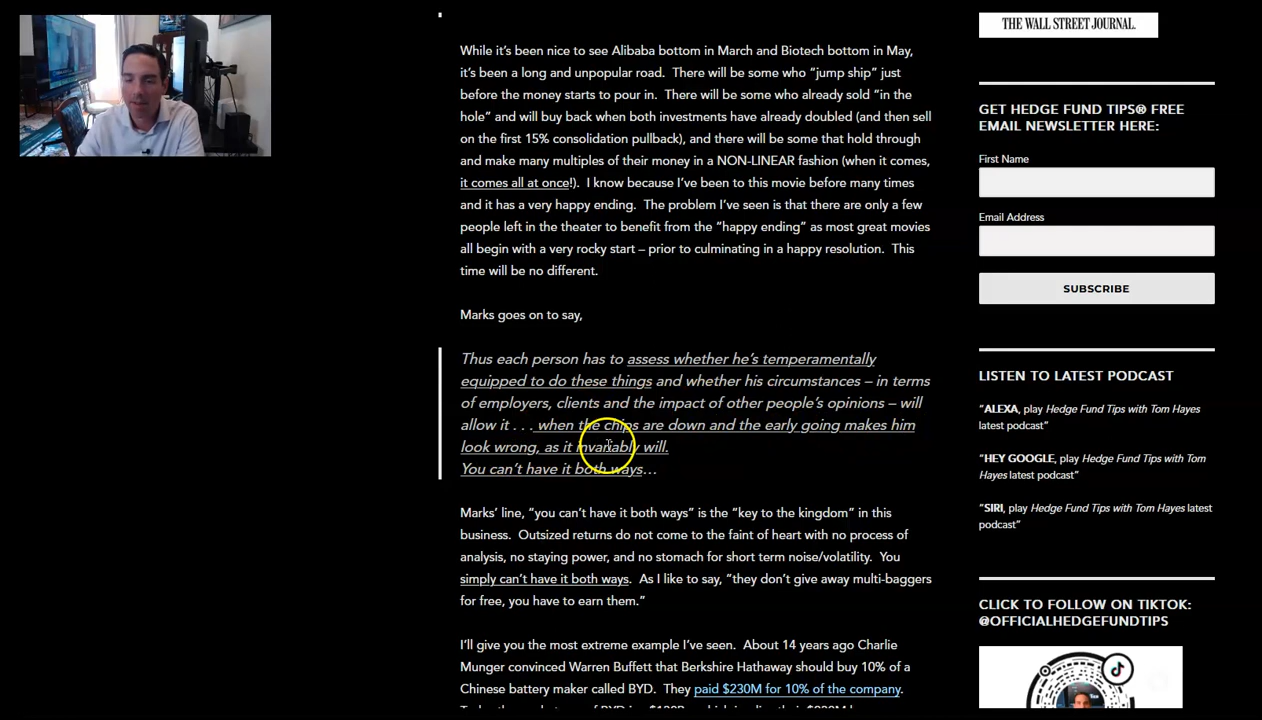 While it's been nice to see Alibaba bottom in March and Biotech bottom in May,
it's been a long and unpopular road.  There will be some who "jump ship" just
before the money starts to pour in.  There will be some who already sold "in the
hole" and will buy back when both investments have already doubled (and then sell
on the first 15% consolidation pullback), and there will be some that hold through
and make many multiples of their money in a NON-LINEAR fashion (when it comes,
it comes all at once!).  I know because I've been to this movie before many times
and it has a very happy ending.  The problem I've seen is that there are only a few
people left in the theater to benefit from the "happy ending" as most great movies
all begin with a very rocky start – prior to culminating in a happy resolution.  This
time will be no different.
Marks goes on to say,
Thus each person has to assess whether he's temperamentally
equipped to do these things and whether his circumstances – in terms
of employers, clients and the impact of other people's opinions – will
allow it . . . when the chips are down and the early going makes him
look wrong, as it invariably will.
You can't have it both ways…
Marks' line, "you can't have it both ways" is the "key to the kingdom" in this
business.  Outsized returns do not come to the faint of heart with no process of
analysis, no staying power, and no stomach for short term noise/volatility.  You
simply can't have it both ways.  As I like to say, "they don't give away multi-baggers
for free, you have to earn them."
I'll give you the most extreme example I've seen.  About 14 years ago Charlie
Munger convinced Warren Buffett that Berkshire Hathaway should buy 10% of a
Chinese battery maker called BYD.  They paid $230M for 10% of the company.
THE WALL STREET JOURNAL.
GET HEDGE FUND TIPS® FREE
EMAIL NEWSLETTER HERE:
First Name
Email Address
SUBSCRIBE
LISTEN TO LATEST PODCAST
"ALEXA, play Hedge Fund Tips with Tom Hayes
latest podcast"
"HEY GOOGLE, play Hedge Fund Tips with Tom
Hayes latest podcast"
"SIRI, play Hedge Fund Tips with Tom Hayes latest
podcast"
CLICK TO FOLLOW ON TIKTOK:
@OFFICIALHEDGEFUNDTIPS